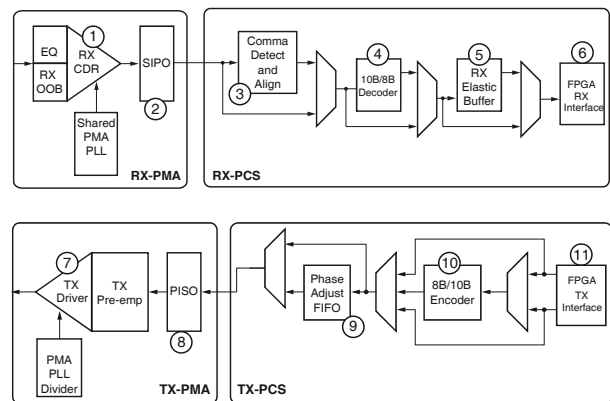 EQ
RX
OOB
1
RX
CDR
SIPO
2
Shared
PMA
PLL
RX-PMA
Comma
Detect
and
Align
3
4
10B/8B
Decoder
5
RX
Elastic
Buffer
6
FPGA
RX
Interface
RX-PCS
7
TX
Driver
TX
Pre-emp
PISO
8
PMA
PLL
Divider
TX-PMA
Phase
Adjust
FIFO
9
10
8B/10B
Encoder
11
FPGA
TX
Interface
TX-PCS